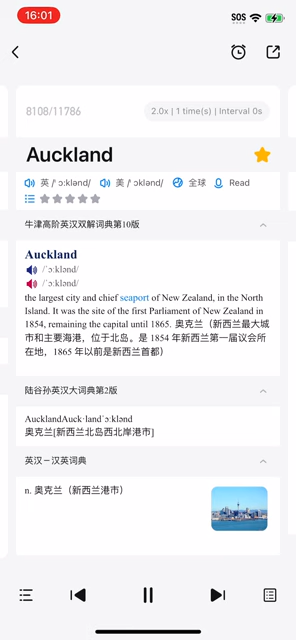 16:01
SOS
8108/11786
2.0x | 1 time(s) | Interval 0s
Auckland
英 /ˈɔːklənd/ 美 /ˈɔklənd/ 全球 Read
牛津高阶英汉双解词典第10版
Auckland
/ˈɔːklənd/
/ˈɔːklənd/
the largest city and chief seaport of New Zealand, in the North
Island. It was the site of the first Parliament of New Zealand in
1854, remaining the capital until 1865. 奥克兰（新西兰最大城
市和主要海港，位于北岛。是 1854 年新西兰第一届议会所
在地，1865 年以前是新西兰首都）
陆谷孙英汉大词典第2版
AucklandAuck·landˈɔːklənd
奥克兰[新西兰北岛西北岸港市]
英汉－汉英词典
n. 奥克兰（新西兰港市）